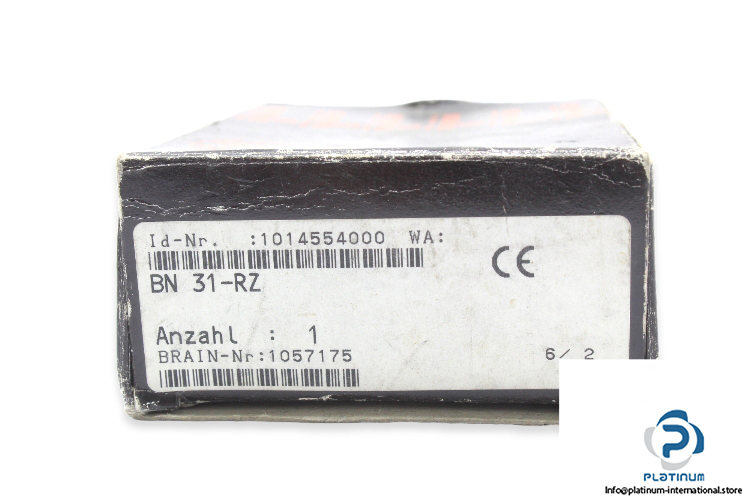 Id-Nr. :1014554000 WA:
CE
BN 31-RZ
Anzahl : 1
BRAIN-Nr:1057175
6/ 2
PLATINUM
Info@platinum-international.store